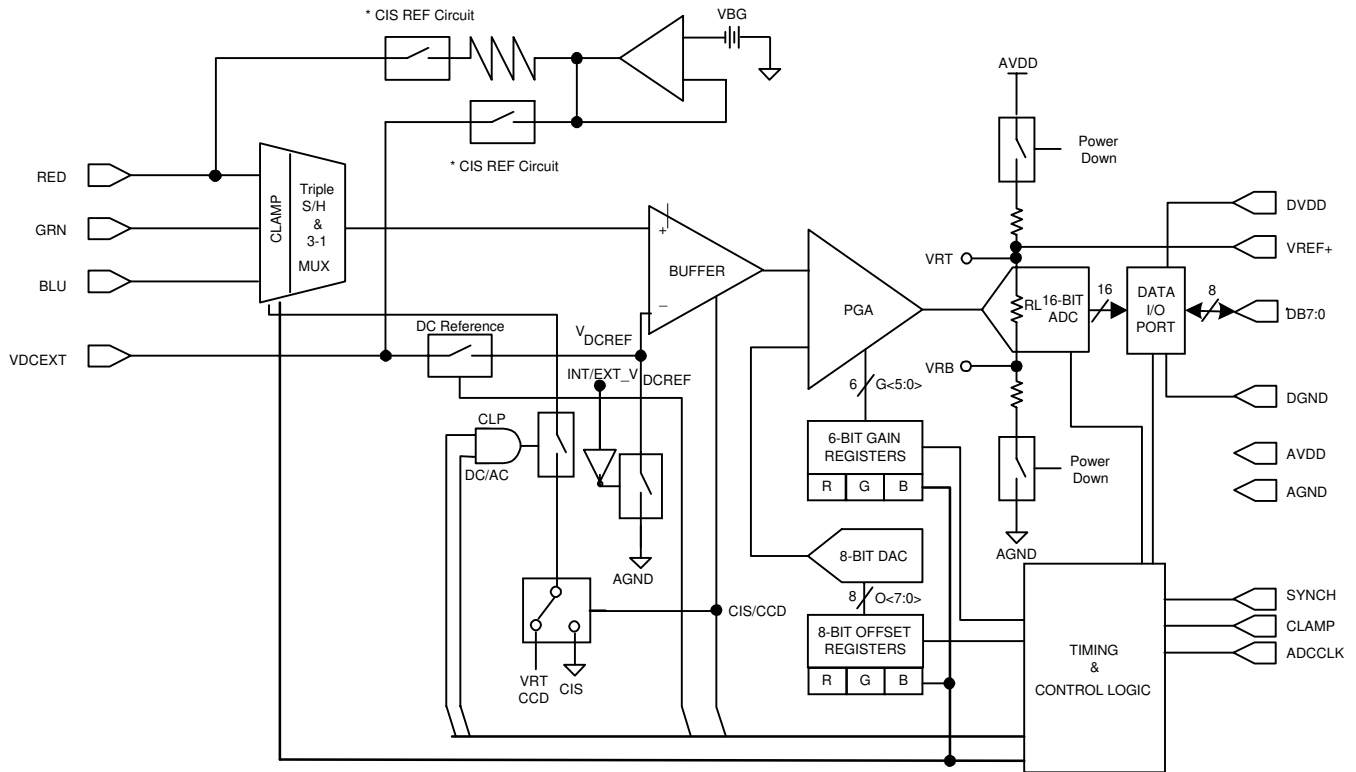 * CIS REF Circuit
VBG
* CIS REF Circuit
AVDD
Power
Down
RED
GRN
BLU
VDCEXT
CLAMP
Triple
S/H
&
3-1
MUX
+
BUFFER
–
DC Reference
V
DCREF
INT/EXT_V
DCREF
CLP
DC/AC
AGND
VRT
CCD
CIS
CIS/CCD
PGA
6
G<5:0>
6-BIT GAIN
REGISTERS
R G B
8-BIT DAC
8
O<7:0>
8-BIT OFFSET
REGISTERS
R G B
VRT
VRB
RL
16-BIT
ADC
16
DATA
I/O
PORT
8
Power
Down
AGND
TIMING
&
CONTROL LOGIC
DVDD
VREF+
DB7:0
DGND
AVDD
AGND
SYNCH
CLAMP
ADCCLK